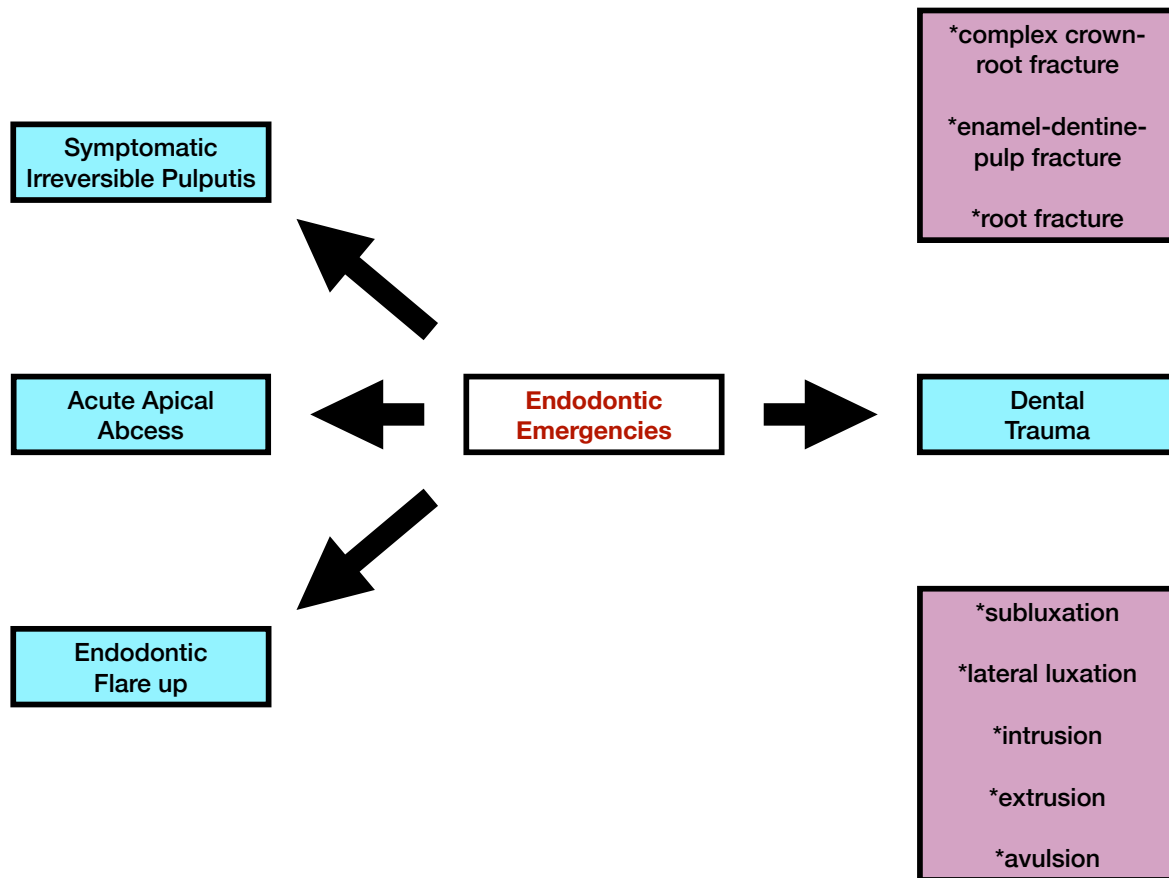 Symptomatic
Irreversible Pulputis
Acute Apical
Abcess
Endodontic
Flare up
Endodontic
Emergencies
*complex crown-
root fracture
*enamel-dentine-
pulp fracture
*root fracture
Dental
Trauma
*subluxation
*lateral luxation
*intrusion
*extrusion
*avulsion